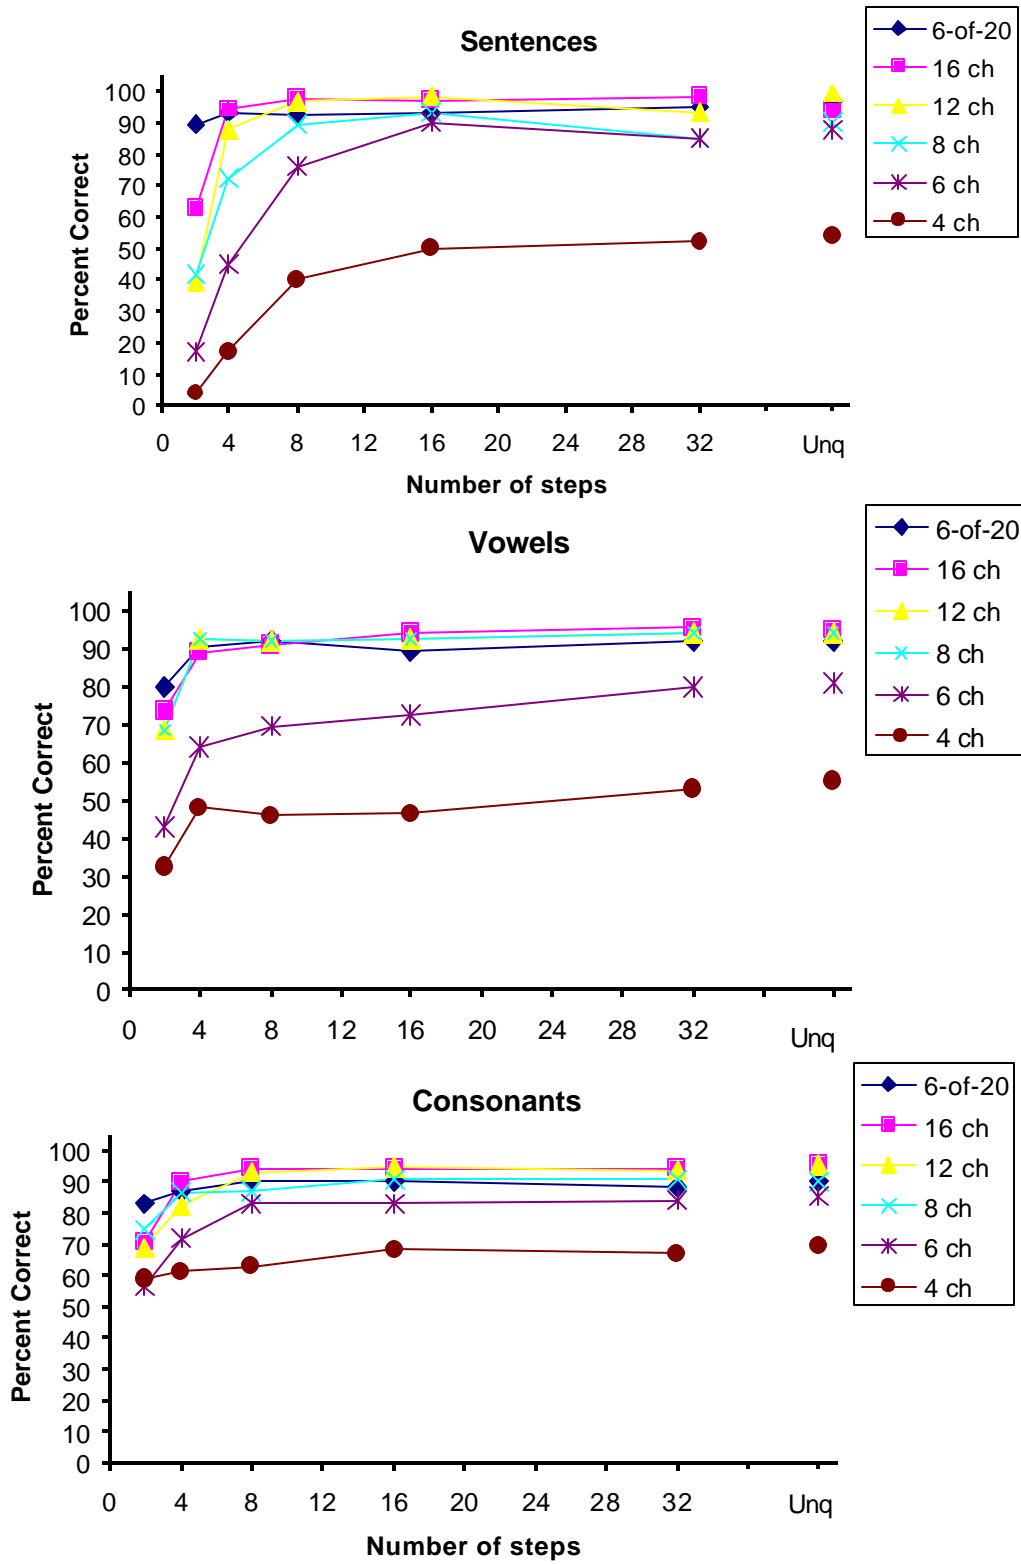 Sentences
Percent Correct
100
90
80
70
60
50
40
30
20
10
0
0 4 8 12 16 20 24 28 32 Unq
Number of steps
6-of-20
16 ch
12 ch
8 ch
6 ch
4 ch
Vowels
Percent Correct
100
90
80
70
60
50
40
30
20
10
0
0 4 8 12 16 20 24 28 32 Unq
6-of-20
16 ch
12 ch
8 ch
6 ch
4 ch
Consonants
Percent Correct
100
90
80
70
60
50
40
30
20
10
0
0 4 8 12 16 20 24 28 32 Unq
Number of steps
6-of-20
16 ch
12 ch
8 ch
6 ch
4 ch